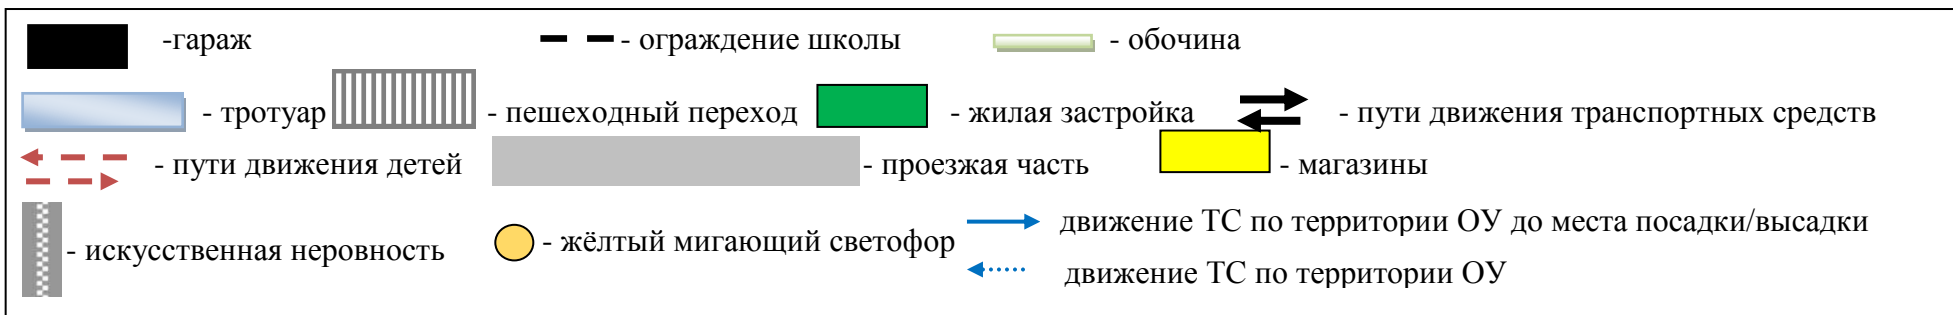 -гараж - ограждение школы - обочина
- тротуар - пешеходный переход - жилая застройка - пути движения транспортных средств
- пути движения детей - проезжая часть - магазины
- искусственная неровность - жёлтый мигающий светофор движение ТС по территории ОУ до места посадки/высадки
движение ТС по территории ОУ